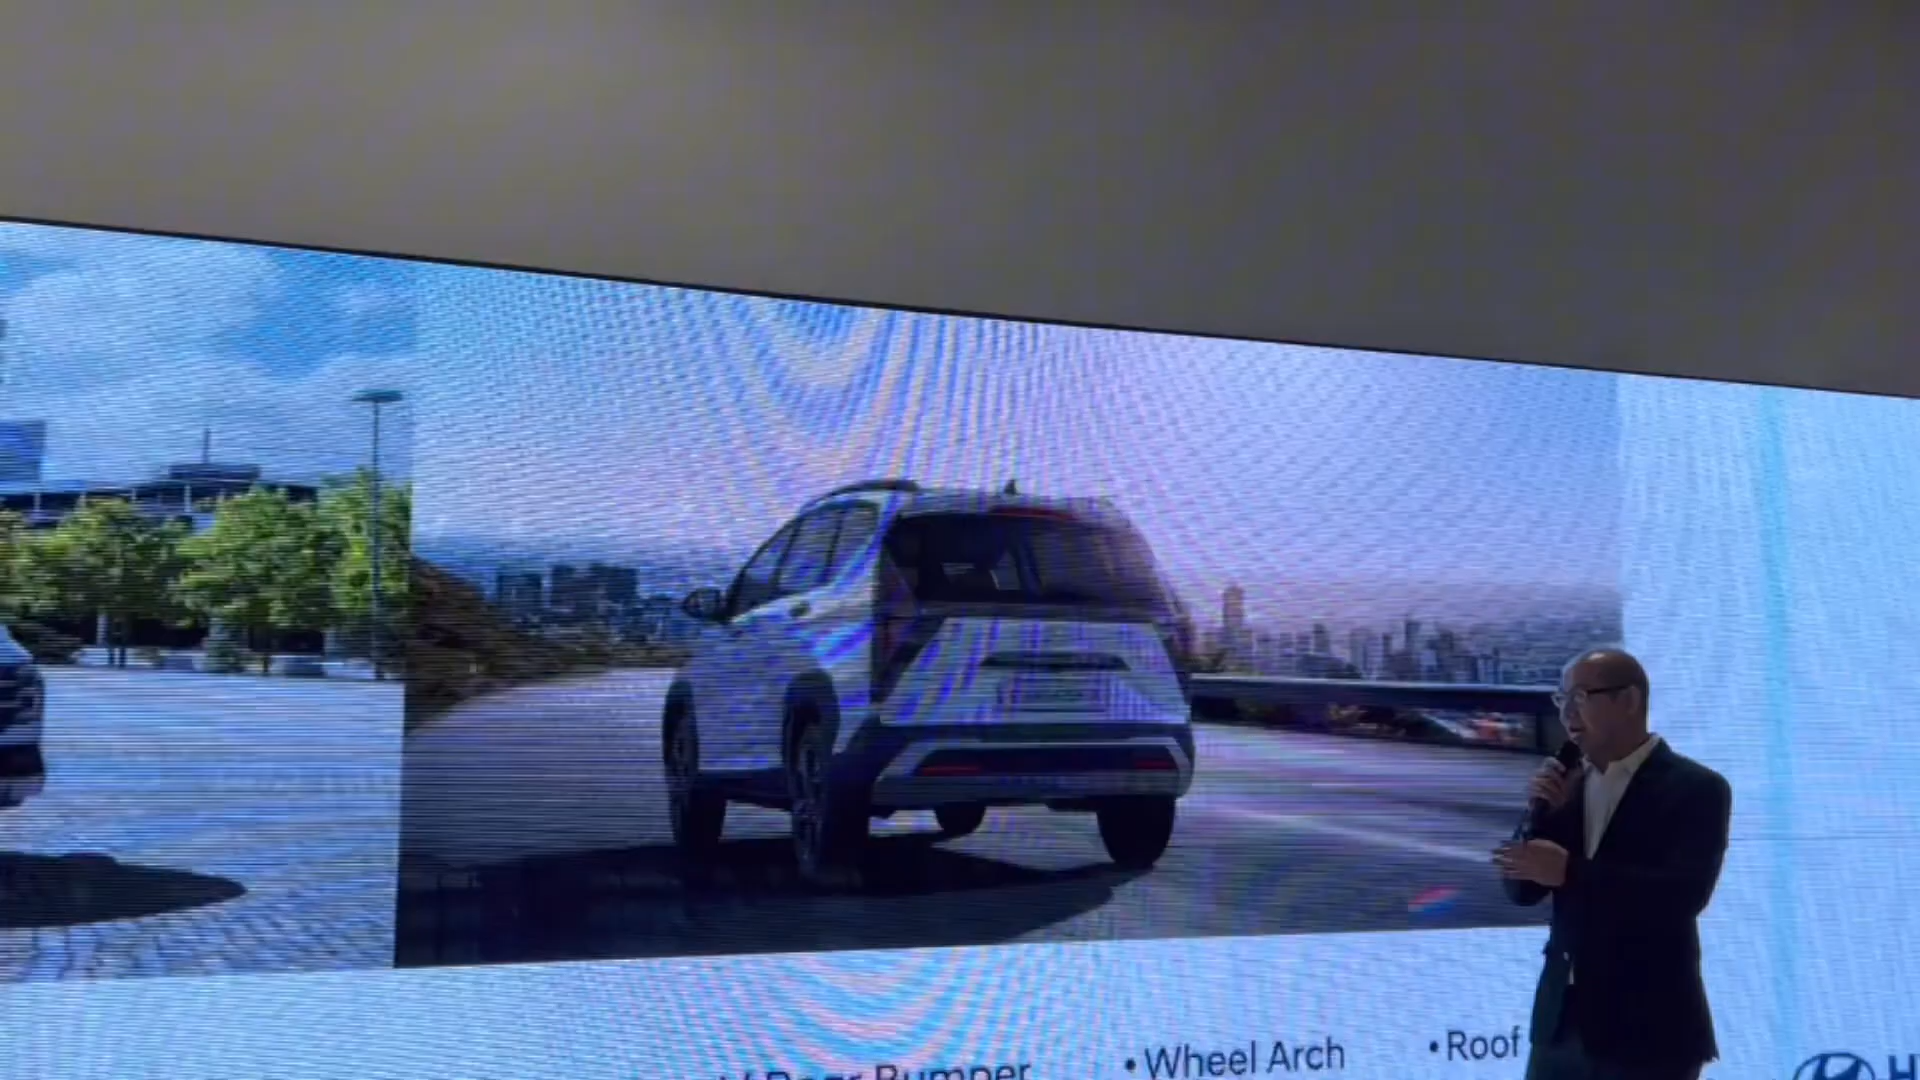 Rear Bumper
• Wheel Arch
• Roof
H